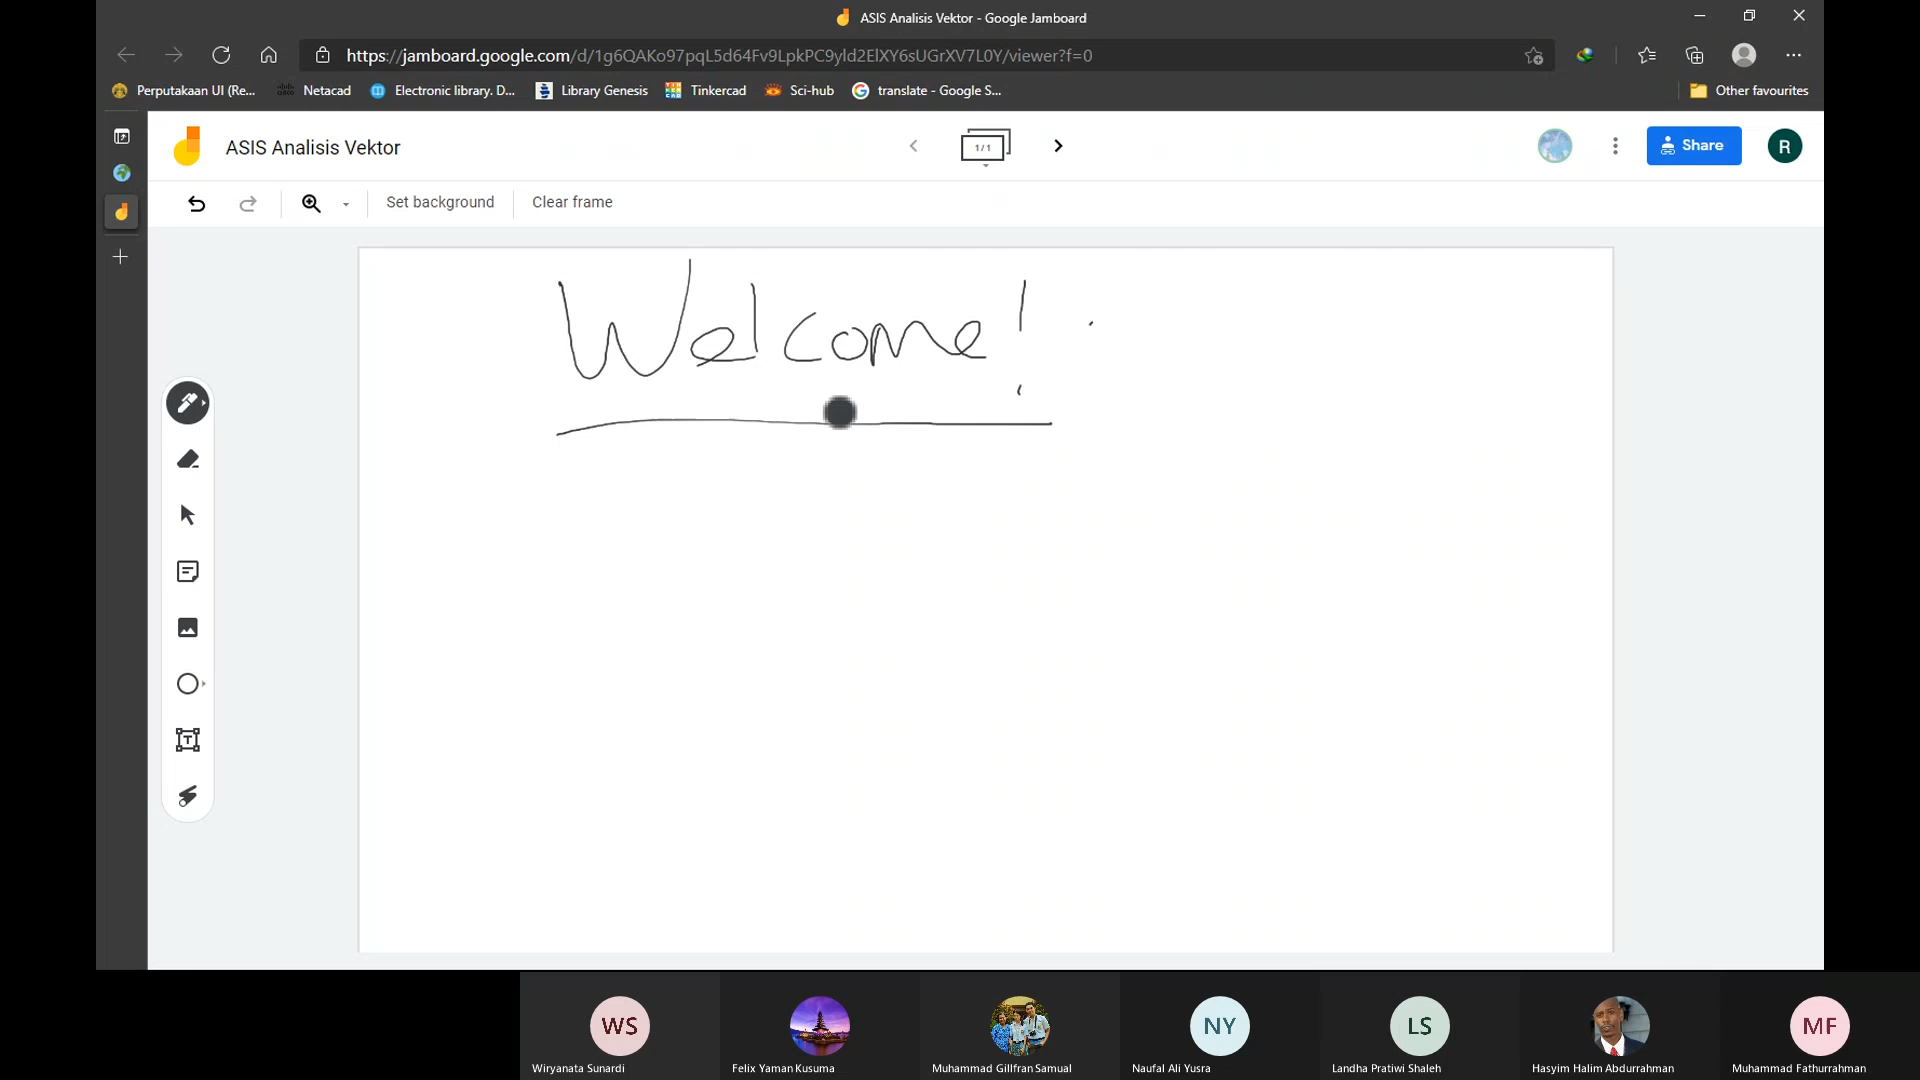 ASIS Analisis Vektor - Google Jamboard
https://jamboard.google.com/d/1g6QAKo97pqL5d64Fv9LpkPC9yld2ElXY6sUGrXV7L0Y/viewer?f=0
Perputakaan UI (Re... Netacad Electronic library. D... Library Genesis Tinkercad Sci-hub translate - Google S... Other favourites
ASIS Analisis Vektor 1/1 Share R
Set background Clear frame
Welcome!
WS NY LS MF
Wiryanata Sunardi Felix Yaman Kusuma Muhammad Gillfran Samual Naufal Ali Yusra Landha Pratiwi Shaleh Hasyim Halim Abdurrahman Muhammad Fathurrahman